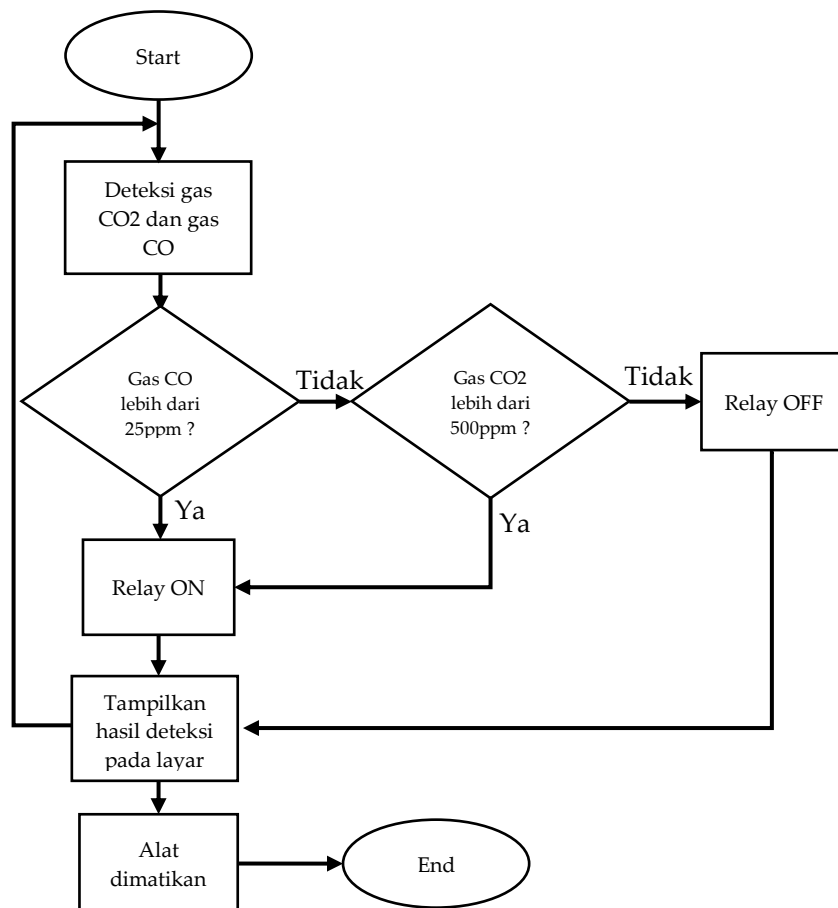 Start
Deteksi gas
CO2 dan gas
CO
Gas CO
lebih dari
25ppm ?
Tidak
Gas CO2
lebih dari
500ppm ?
Tidak
Relay OFF
Ya
Ya
Relay ON
Tampilkan
hasil deteksi
pada layar
Alat
dimatikan
End